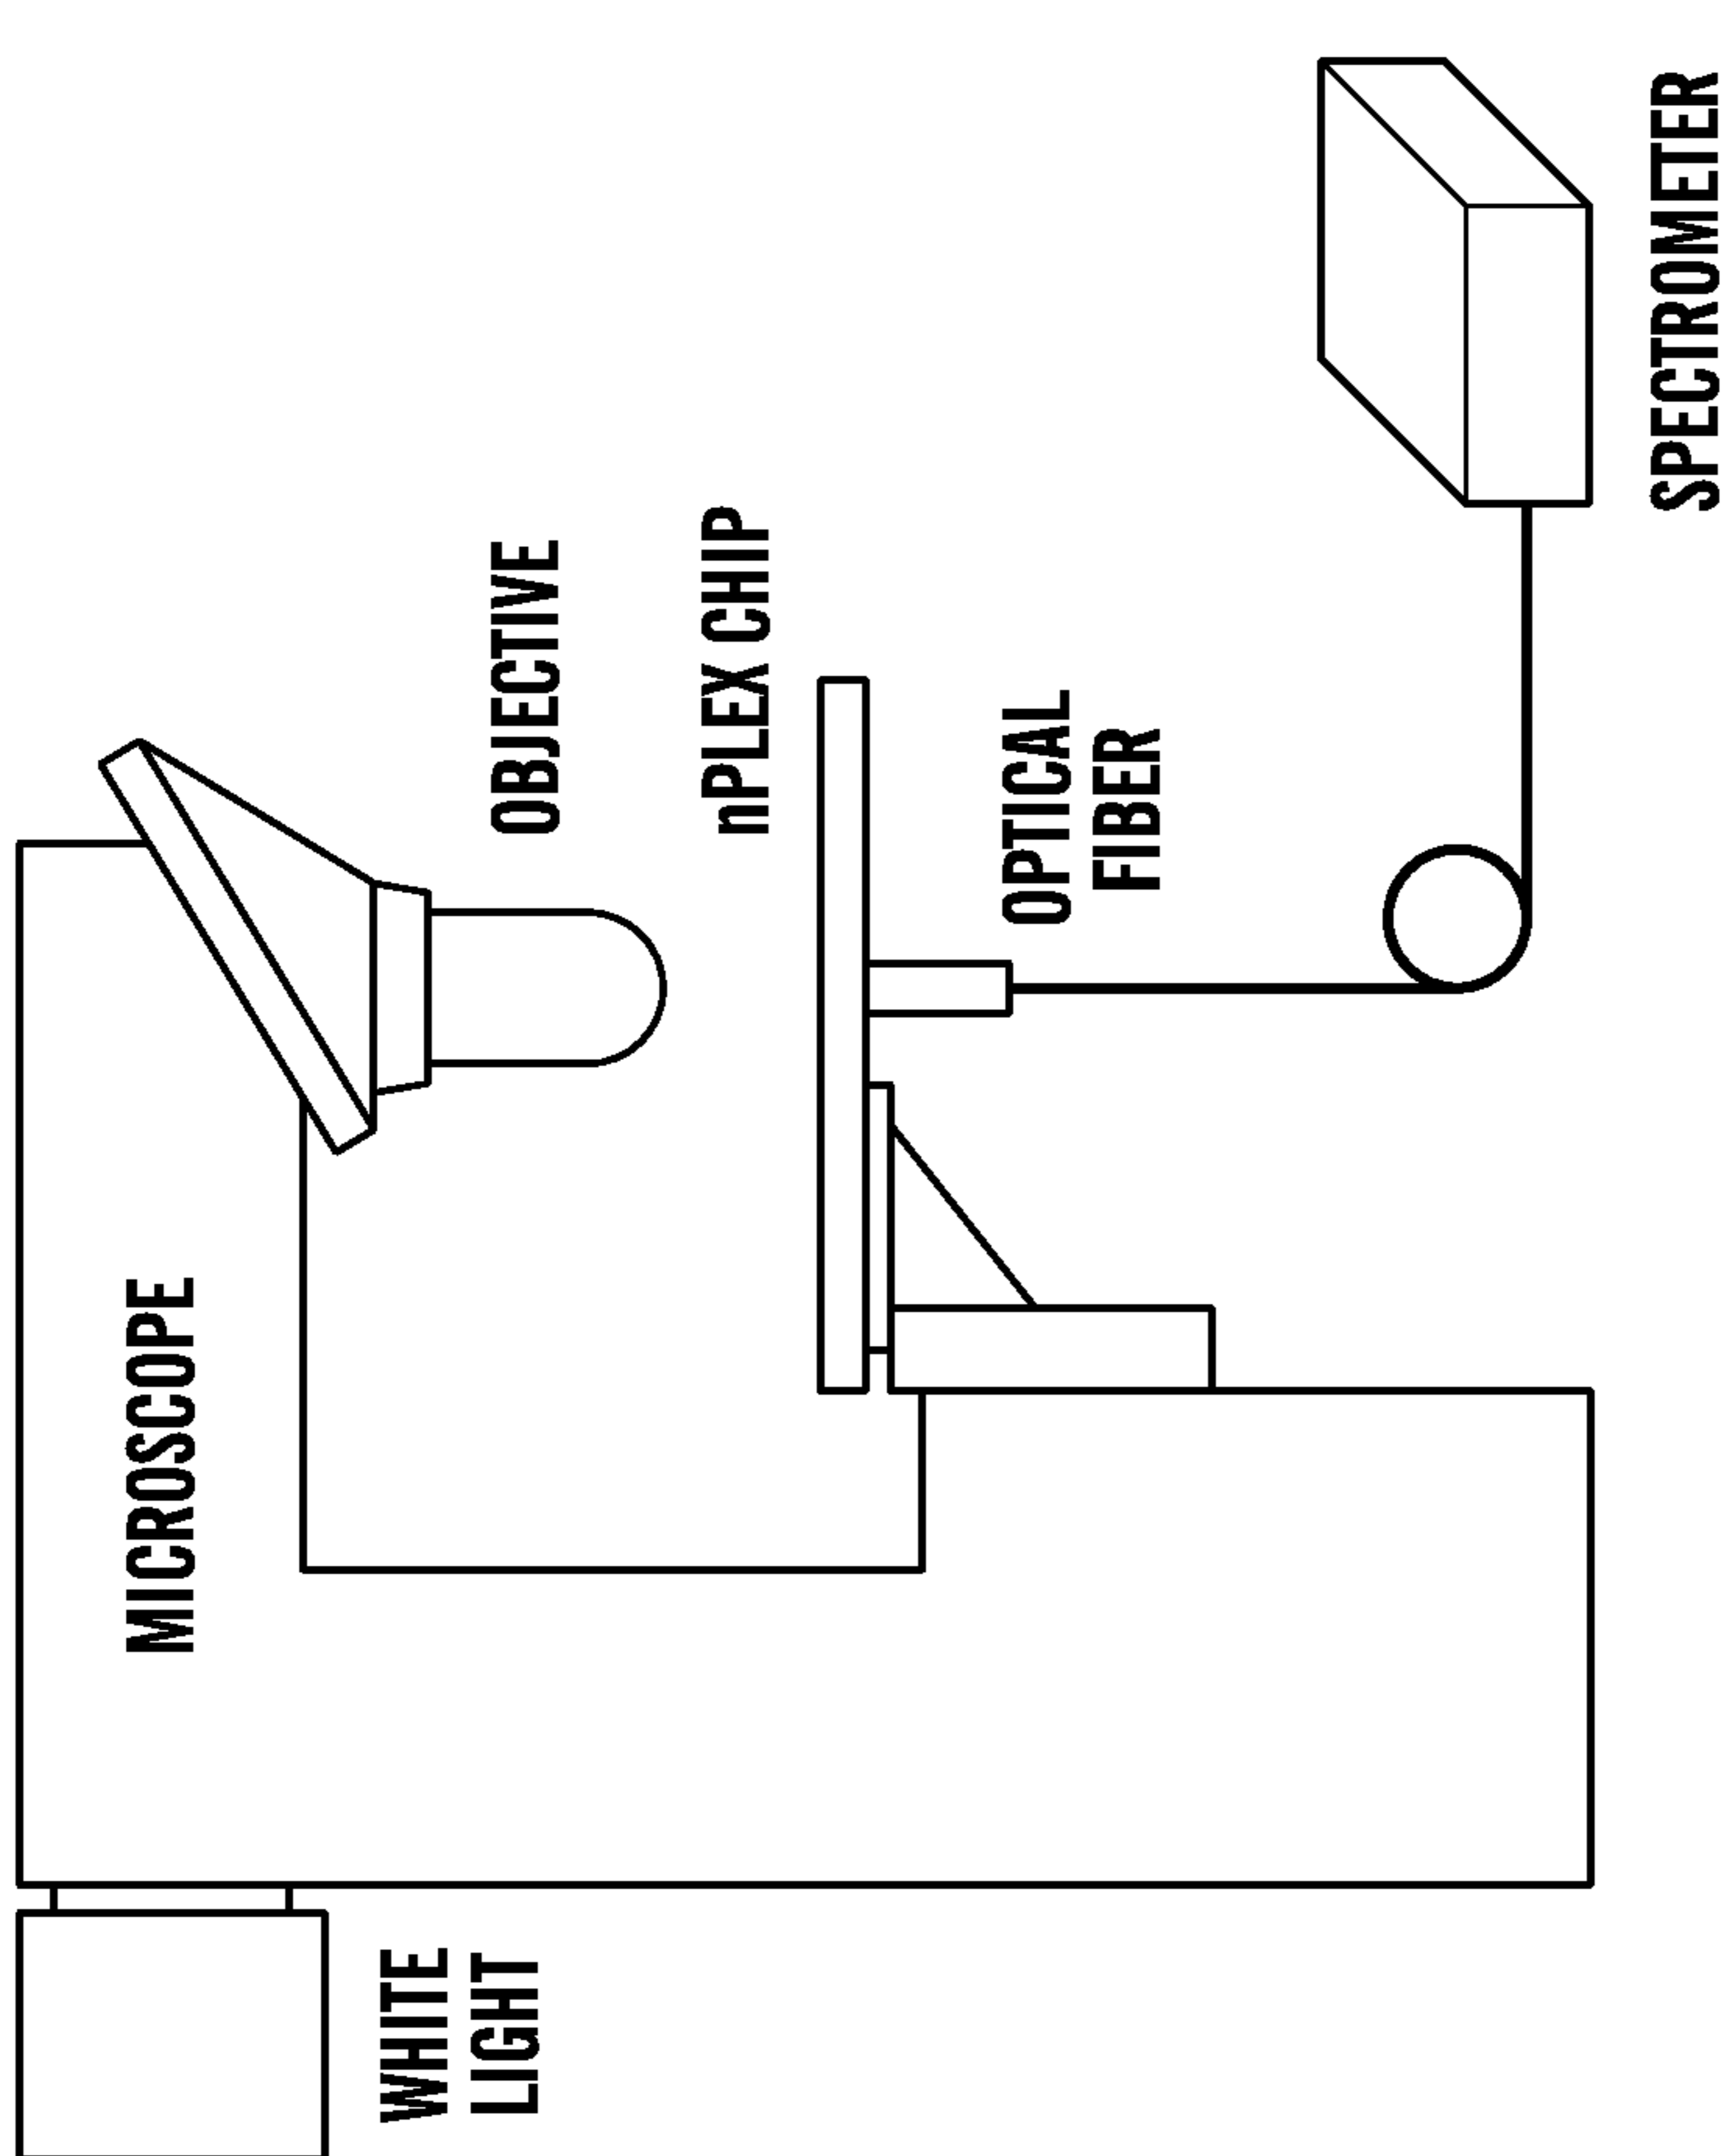 WHITE
LIGHT
MICROSCOPE
OBJECTIVE
nPLEX CHIP
OPTICAL
FIBER
SPECTROMETER